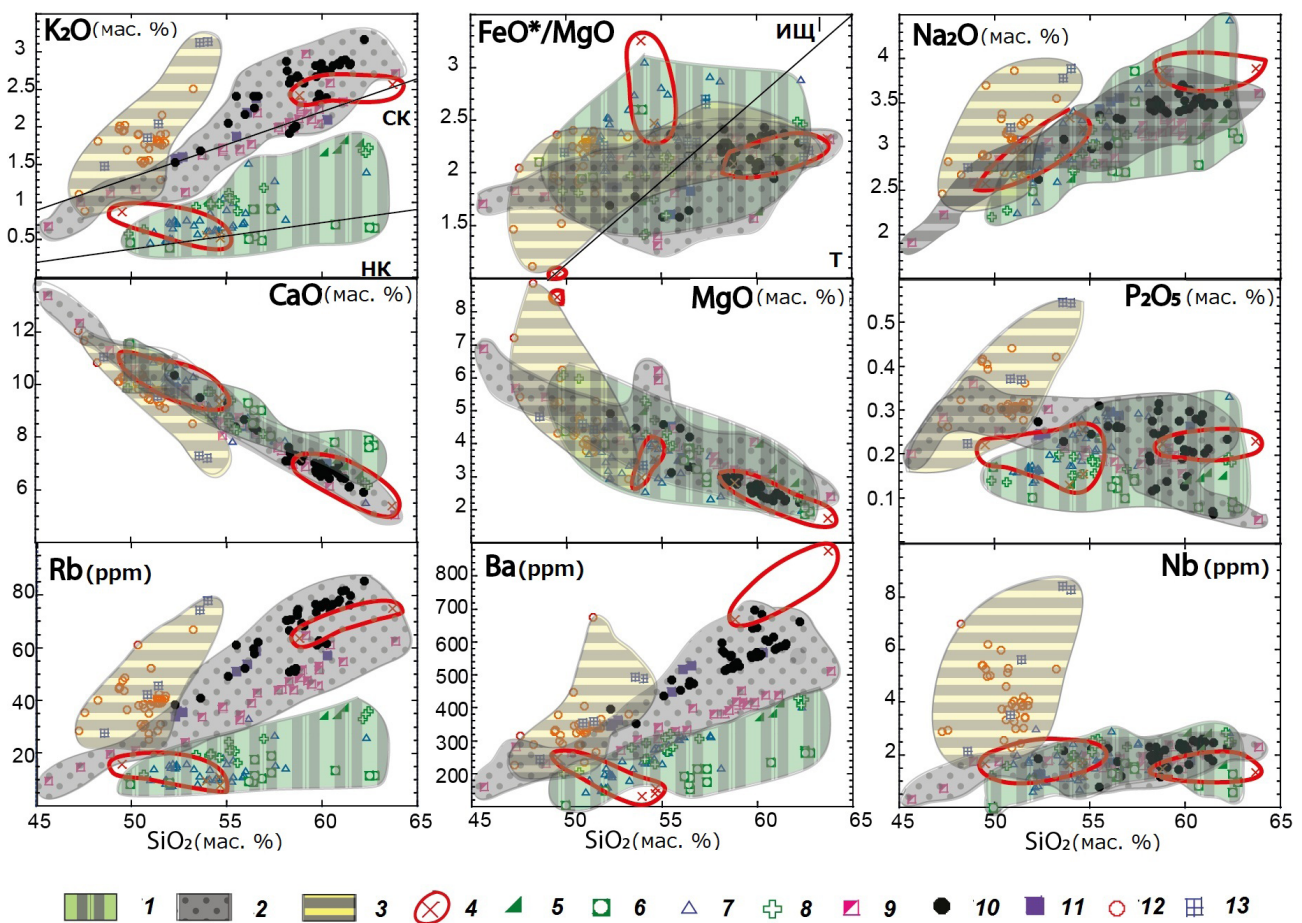 K₂O (мас. %)
3
2.5
2
1.5
1
0.5
СК
НК
FeO*/MgO
ИЩ
3
2.5
2
1.5
Т
Na₂O (мас. %)
4
3.5
3
2.5
2
CaO (мас. %)
12
10
8
6
MgO (мас. %)
8
7
6
5
4
3
2
P₂O₅ (мас. %)
0.5
0.4
0.3
0.2
0.1
Rb (ppm)
80
60
40
20
Ba (ppm)
800
700
600
500
400
300
200
Nb (ppm)
8
6
4
2
45 50 55 60 45 50 55 60 45 50 55 60 65
SiO₂ (мас. %) SiO₂ (мас. %) SiO₂ (мас. %)
1 2 3 4 5 6 7 8 9 10 11 12 13